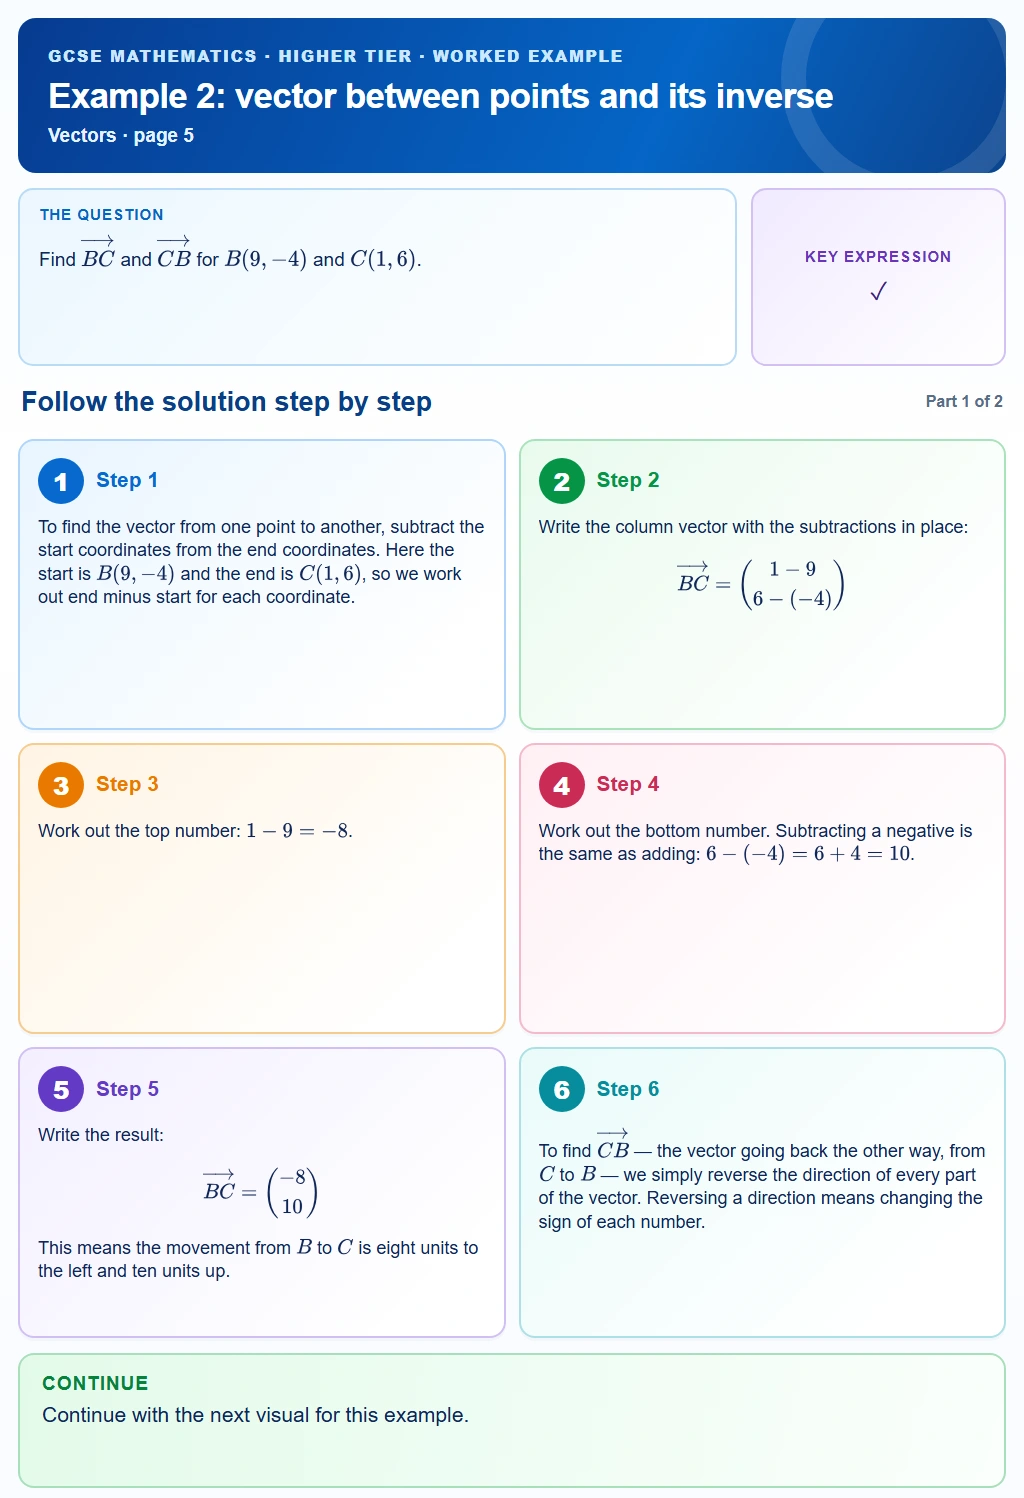 GCSE MATHEMATICS · HIGHER TIER · WORKED EXAMPLE
Example 2: vector between points and its inverse
Vectors · page 5
THE QUESTION
Find $\overrightarrow{BC}$ and $\overrightarrow{CB}$ for $B(9, -4)$ and $C(1, 6)$.
KEY EXPRESSION
✓
Follow the solution step by step
Part 1 of 2
1 Step 1
To find the vector from one point to another, subtract the
start coordinates from the end coordinates. Here the
start is $B(9, -4)$ and the end is $C(1, 6)$, so we work
out end minus start for each coordinate.
2 Step 2
Write the column vector with the subtractions in place:
$\overrightarrow{BC} = \begin{pmatrix} 1 - 9 \\ 6 - (-4) \end{pmatrix}$
3 Step 3
Work out the top number: $1 - 9 = -8$.
4 Step 4
Work out the bottom number. Subtracting a negative is
the same as adding: $6 - (-4) = 6 + 4 = 10$.
5 Step 5
Write the result:
$\overrightarrow{BC} = \begin{pmatrix} -8 \\ 10 \end{pmatrix}$
This means the movement from $B$ to $C$ is eight units to
the left and ten units up.
6 Step 6
To find $\overrightarrow{CB}$ — the vector going back the other way, from
$C$ to $B$ — we simply reverse the direction of every part
of the vector. Reversing a direction means changing the
sign of each number.
CONTINUE
Continue with the next visual for this example.